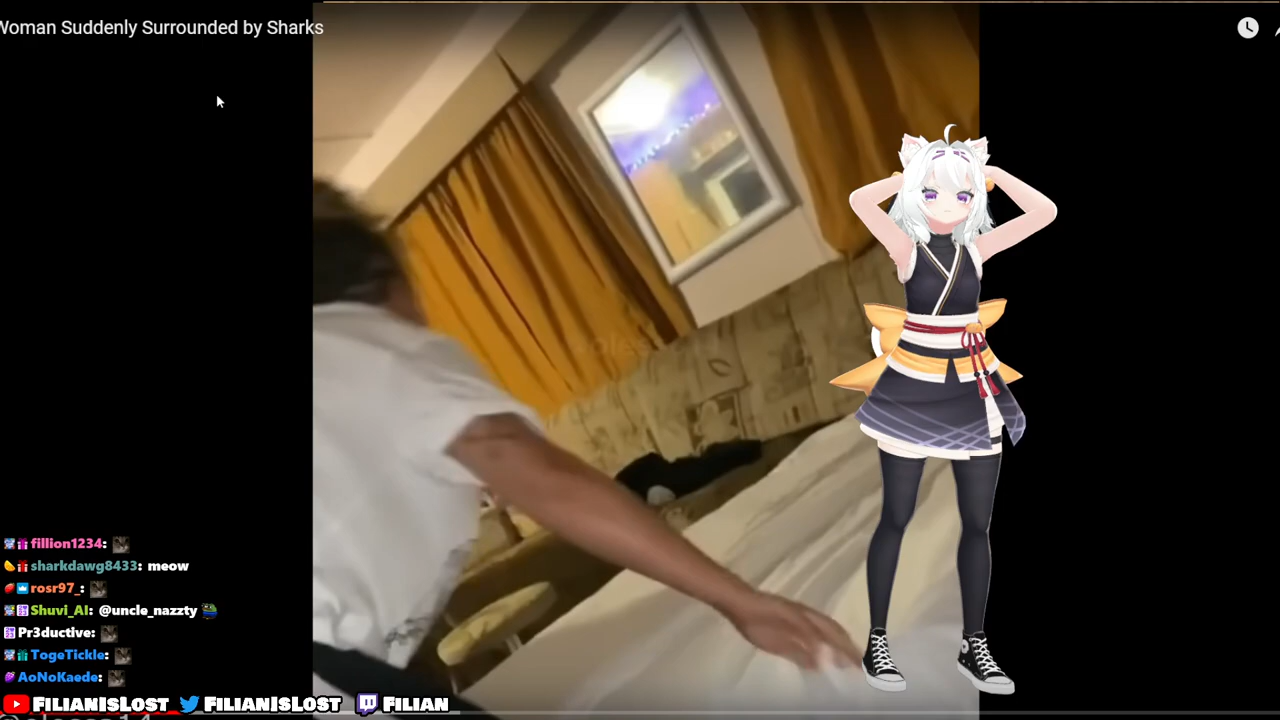 Woman Suddenly Surrounded by Sharks
fillion1234:
sharkdawg8433: meow
rosr97_:
Shuvi_AI: @uncle_nazzty
Pr3ductive:
TogeTickle:
AoNoKaede:
FILIANISLOST FILIANISLOST FILIAN